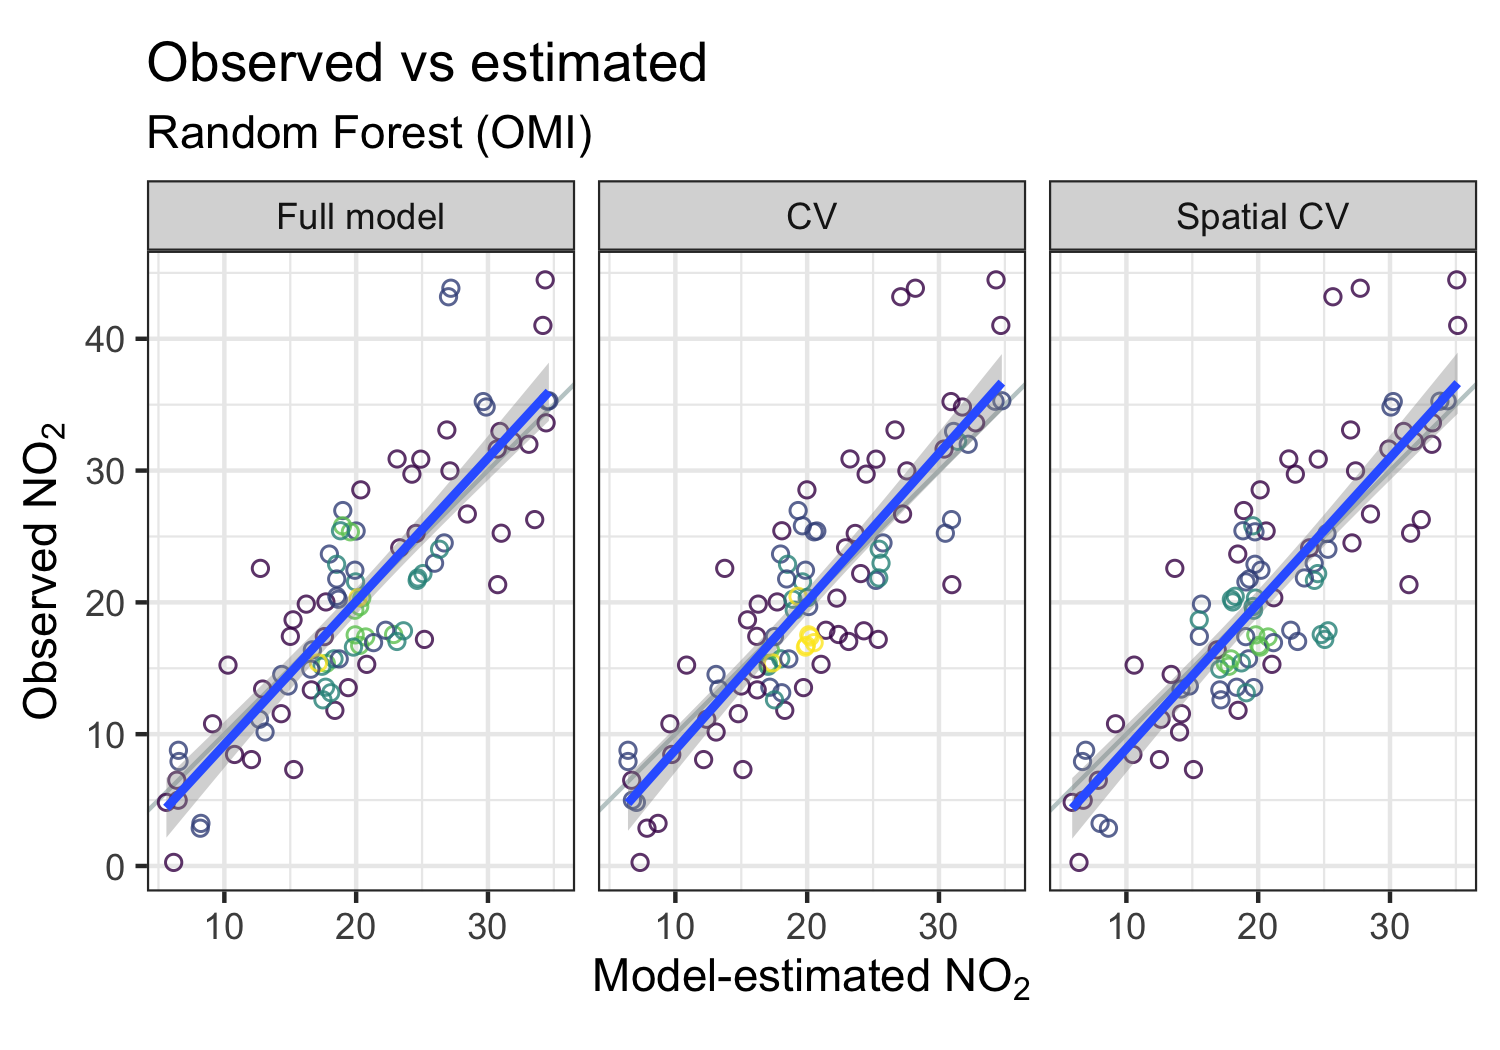 Observed vs estimated
Random Forest (OMI)
Full model CV Spatial CV
40
30
20
10
0
Observed NO₂
10 20 30 10 20 30 10 20 30
Model-estimated NO₂